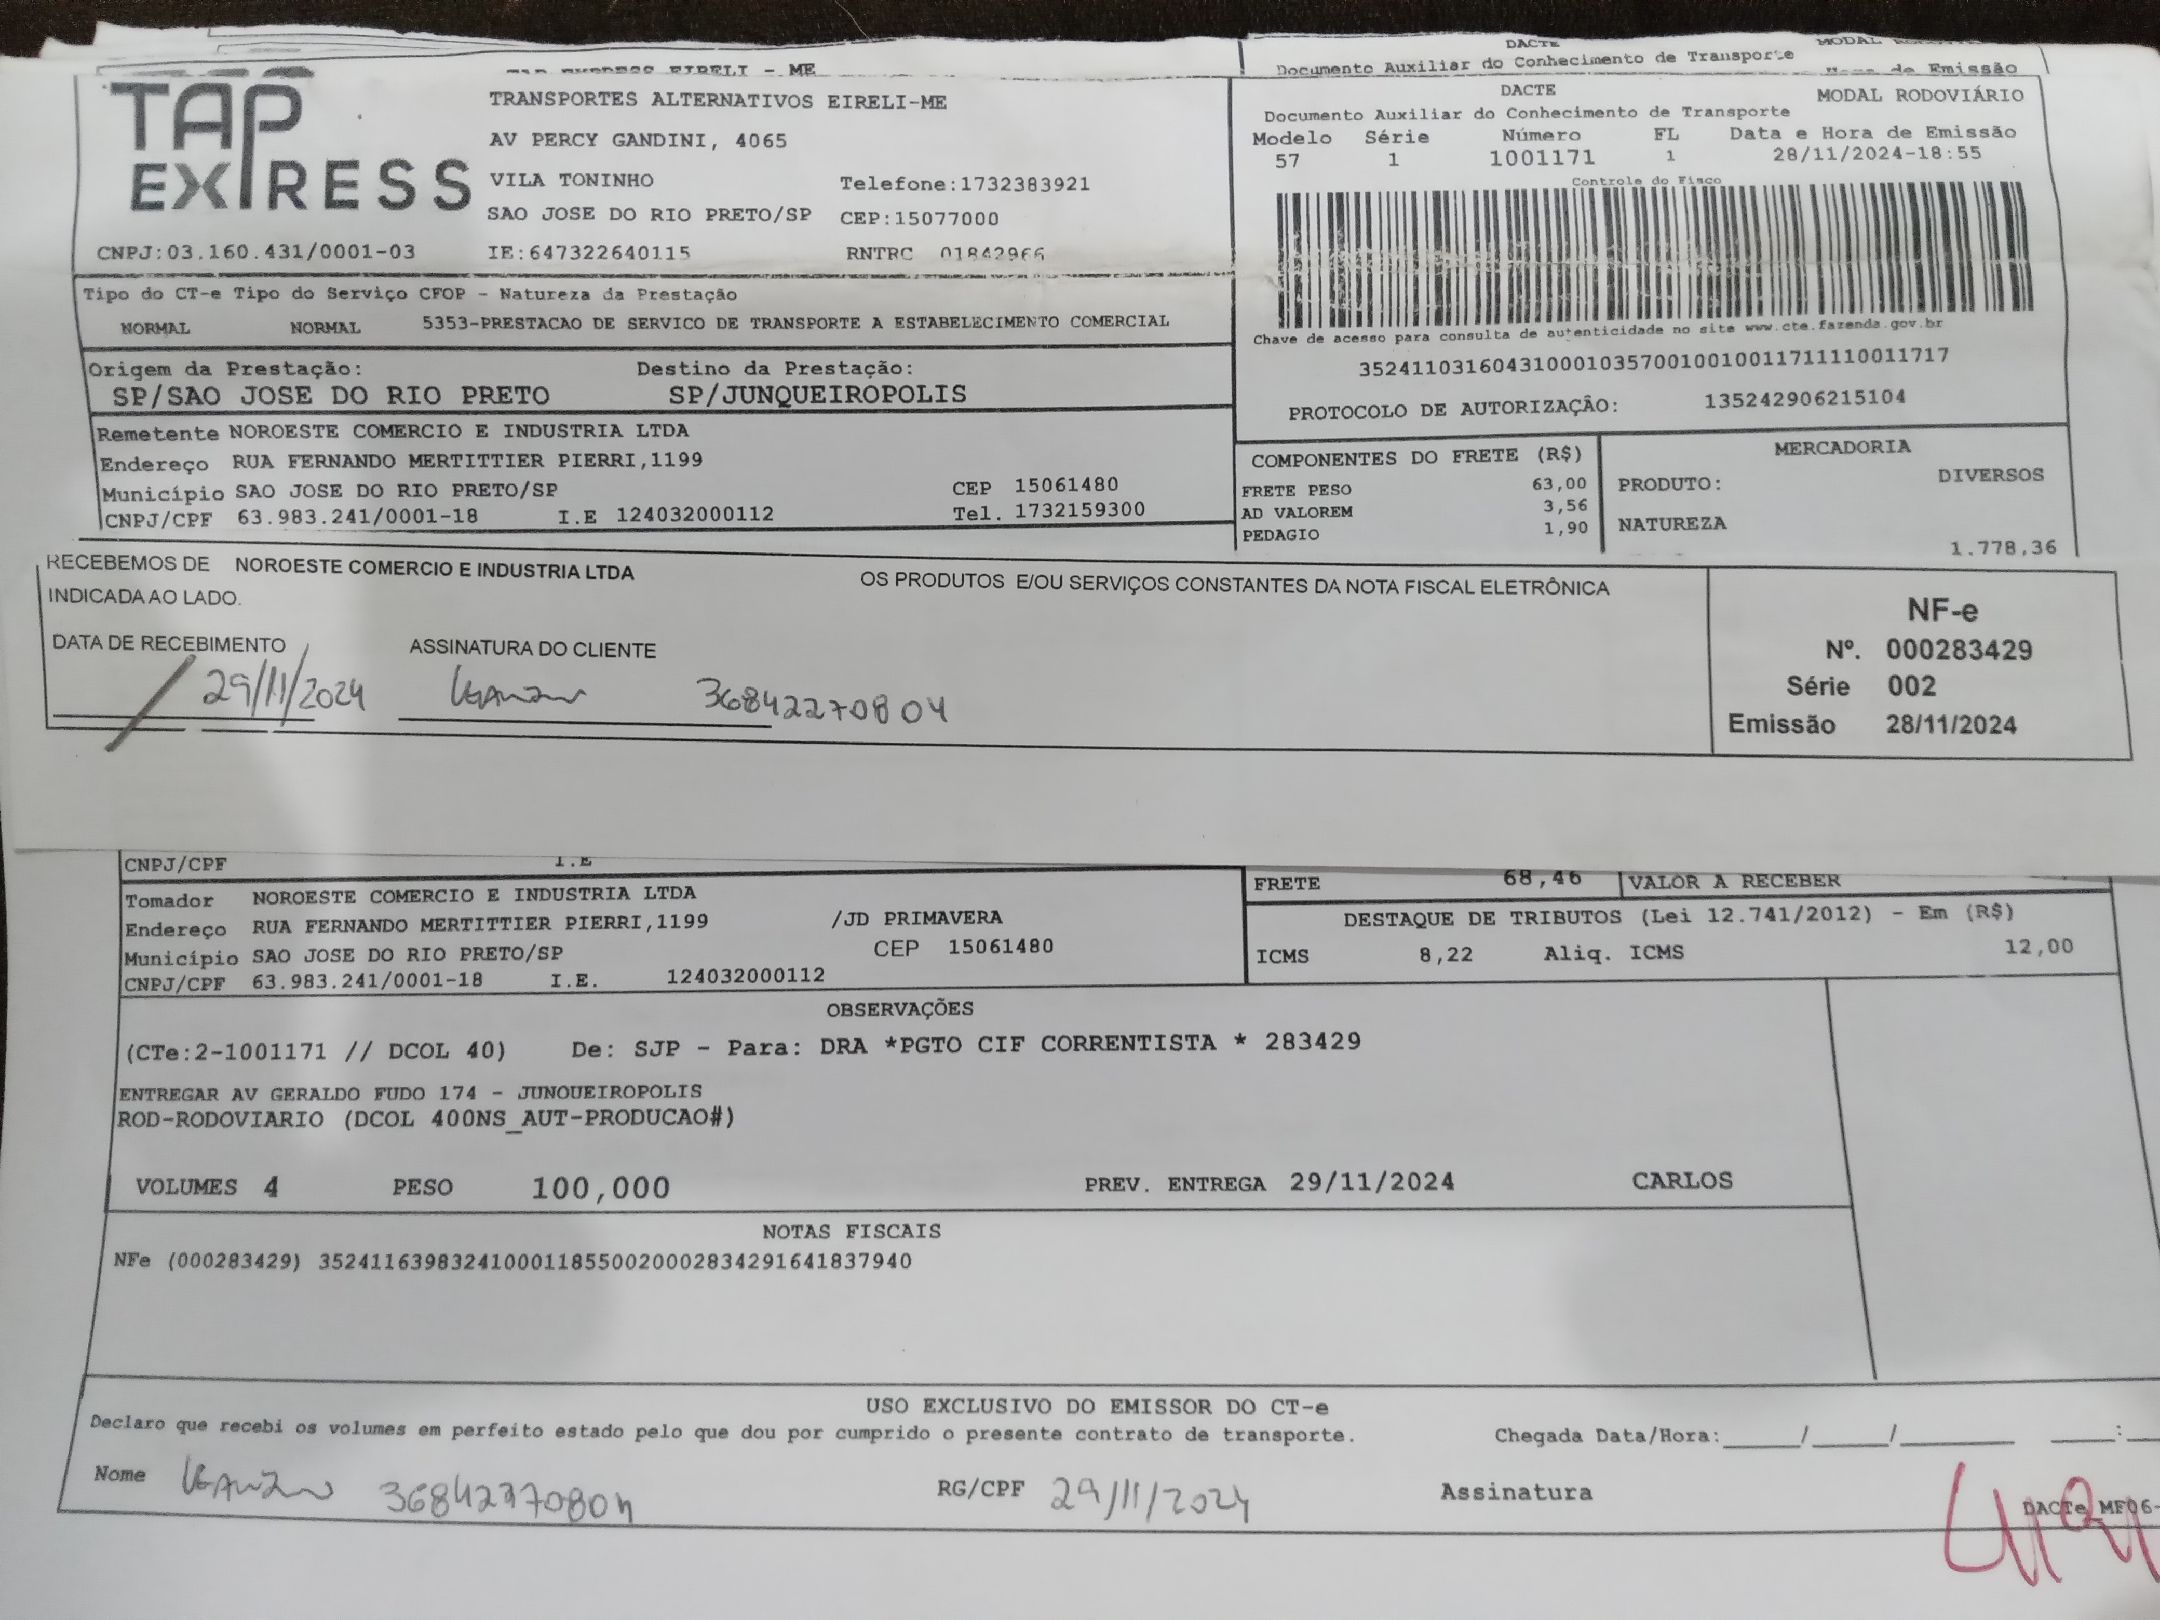 DACTE
Documento Auxiliar do Conhecimento de Transporte
de Emissão
TAP EXPRESS EIRELI - ME
TAP EXPRESS
TRANSPORTES ALTERNATIVOS EIRELI-ME
AV PERCY GANDINI, 4065
VILA TONINHO Telefone:1732383921
SAO JOSE DO RIO PRETO/SP CEP:15077000
CNPJ:03.160.431/0001-03 IE:647322640115 RNTRC 01842966
DACTE MODAL RODOVIÁRIO
Documento Auxiliar do Conhecimento de Transporte
Modelo Série Número FL Data e Hora de Emissão
57 1 1001171 1 28/11/2024-18:55
Controle do Fisco
Chave de acesso para consulta de autenticidade no site www.cte.fazenda.gov.br
35241103160431000103570010010011711110011717
PROTOCOLO DE AUTORIZAÇÃO: 135242906215104
Tipo do CT-e Tipo do Serviço CFOP - Natureza da Prestação
NORMAL NORMAL 5353-PRESTACAO DE SERVICO DE TRANSPORTE A ESTABELECIMENTO COMERCIAL
Origem da Prestação: Destino da Prestação:
SP/SAO JOSE DO RIO PRETO SP/JUNQUEIROPOLIS
Remetente NOROESTE COMERCIO E INDUSTRIA LTDA
Endereço RUA FERNANDO MERTITTIER PIERRI,1199
Município SAO JOSE DO RIO PRETO/SP CEP 15061480
CNPJ/CPF 63.983.241/0001-18 I.E 124032000112 Tel. 1732159300
COMPONENTES DO FRETE (R$)
FRETE PESO 63,00
AD VALOREM 3,56
PEDAGIO 1,90
MERCADORIA
PRODUTO: DIVERSOS
NATUREZA
1.778,36
RECEBEMOS DE NOROESTE COMERCIO E INDUSTRIA LTDA OS PRODUTOS E/OU SERVIÇOS CONSTANTES DA NOTA FISCAL ELETRÔNICA
INDICADA AO LADO.
DATA DE RECEBIMENTO ASSINATURA DO CLIENTE
29/11/2024 36842270804
NF-e
Nº. 000283429
Série 002
Emissão 28/11/2024
CNPJ/CPF I.E
Tomador NOROESTE COMERCIO E INDUSTRIA LTDA
Endereço RUA FERNANDO MERTITTIER PIERRI,1199 /JD PRIMAVERA
Município SAO JOSE DO RIO PRETO/SP CEP 15061480
CNPJ/CPF 63.983.241/0001-18 I.E. 124032000112
FRETE 68,46 VALOR A RECEBER
DESTAQUE DE TRIBUTOS (Lei 12.741/2012) - Em (R$)
ICMS 8,22 Aliq. ICMS 12,00
OBSERVAÇÕES
(CTe:2-1001171 // DCOL 40) De: SJP - Para: DRA *PGTO CIF CORRENTISTA * 283429
ENTREGAR AV GERALDO FUDO 174 - JUNQUEIROPOLIS
ROD-RODOVIARIO (DCOL 400NS_AUT-PRODUCAO#)
VOLUMES 4 PESO 100,000 PREV. ENTREGA 29/11/2024 CARLOS
NOTAS FISCAIS
NFe (000283429) 35241163983241000118550020002834291641837940
USO EXCLUSIVO DO EMISSOR DO CT-e
Declaro que recebi os volumes em perfeito estado pelo que dou por cumprido o presente contrato de transporte. Chegada Data/Hora:_____/_____/________ ____:__
Nome 36842270804 RG/CPF 29/11/2024 Assinatura
DACTe MF06-